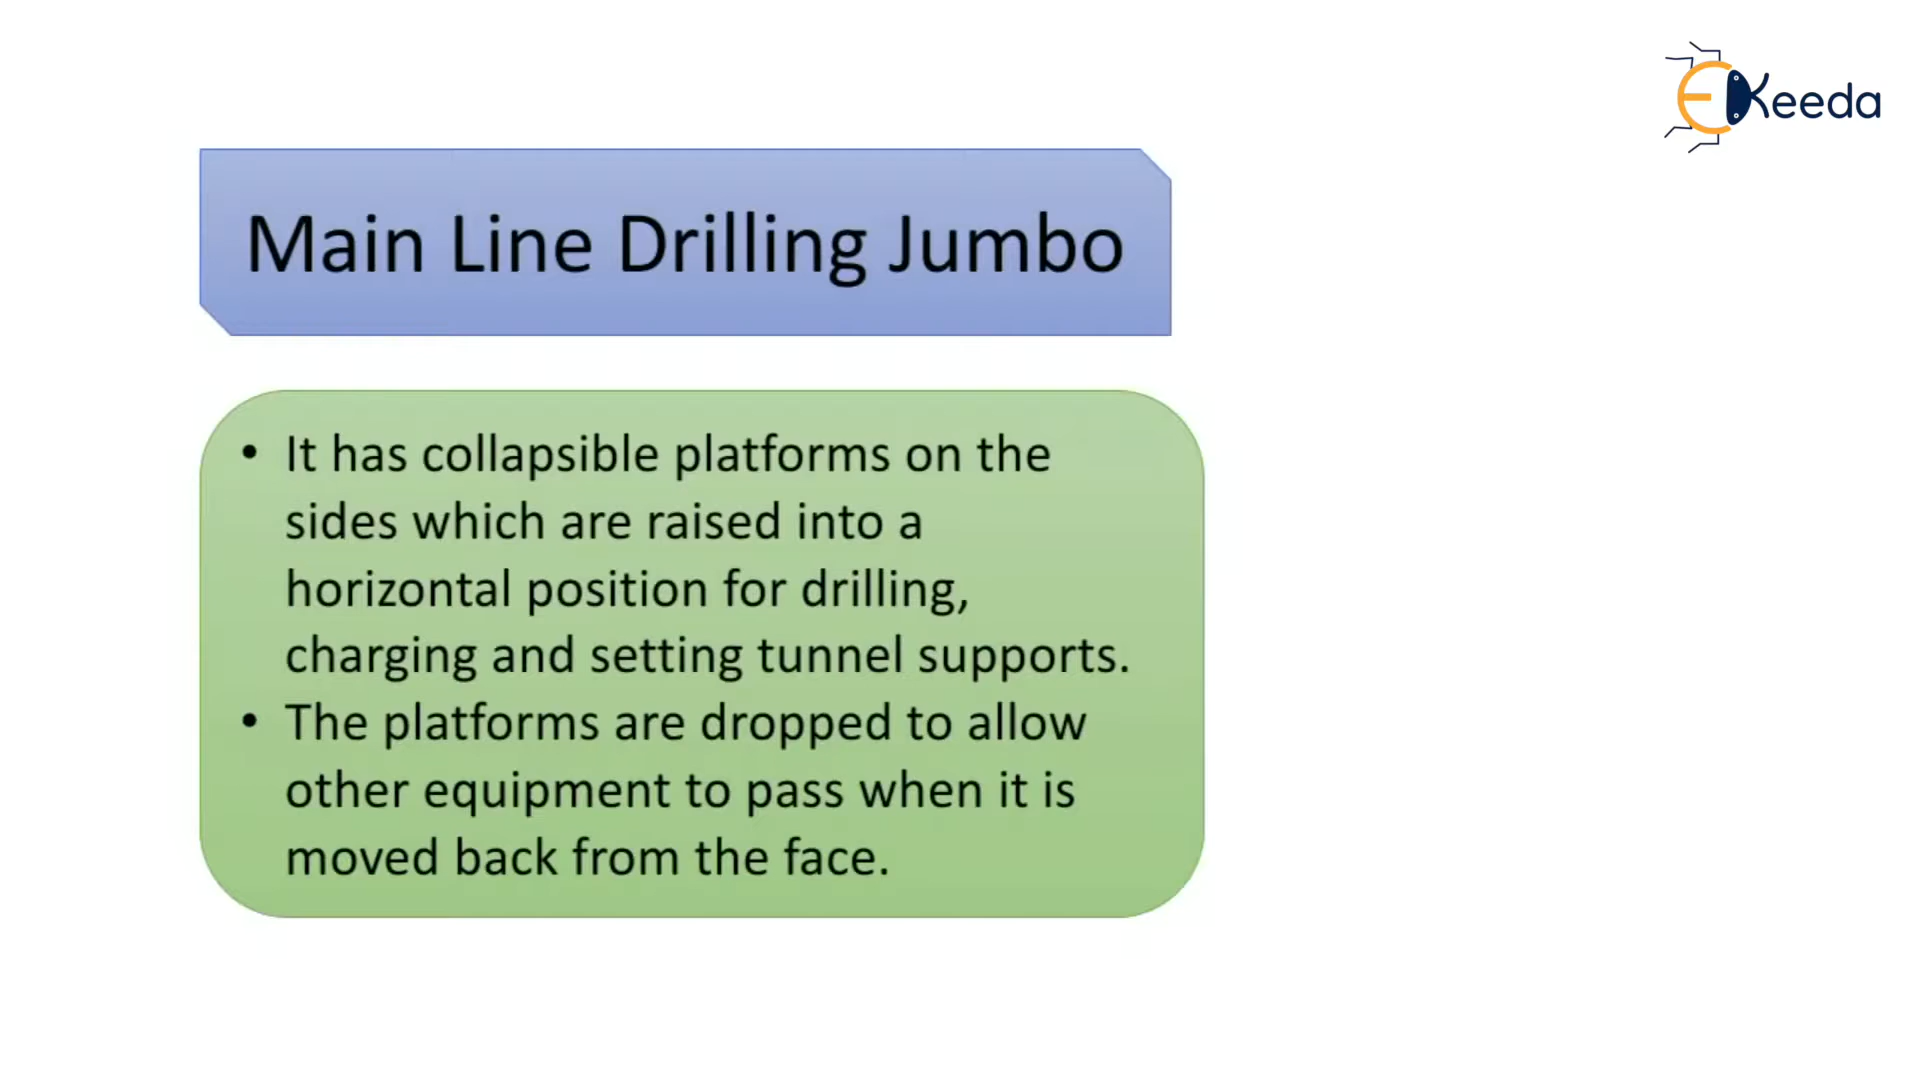 EKeeda
Main Line Drilling Jumbo
• It has collapsible platforms on the
sides which are raised into a
horizontal position for drilling,
charging and setting tunnel supports.
• The platforms are dropped to allow
other equipment to pass when it is
moved back from the face.